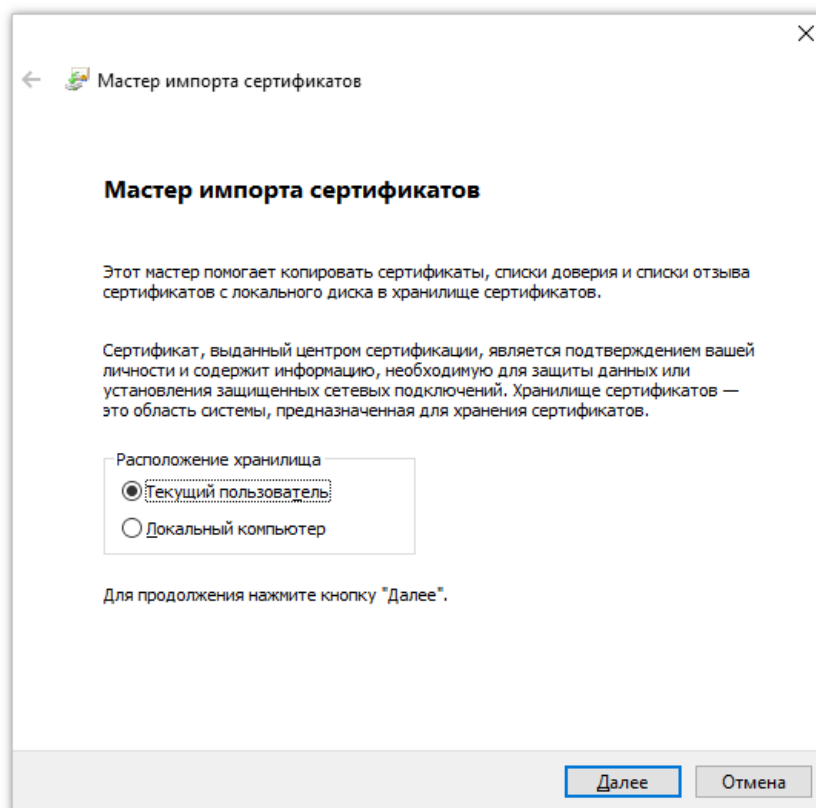 Мастер импорта сертификатов
Мастер импорта сертификатов
Этот мастер помогает копировать сертификаты, списки доверия и списки отзыва
сертификатов с локального диска в хранилище сертификатов.
Сертификат, выданный центром сертификации, является подтверждением вашей
личности и содержит информацию, необходимую для защиты данных или
установления защищенных сетевых подключений. Хранилище сертификатов —
это область системы, предназначенная для хранения сертификатов.
Расположение хранилища
Текущий пользователь
Локальный компьютер
Для продолжения нажмите кнопку "Далее".
Далее
Отмена